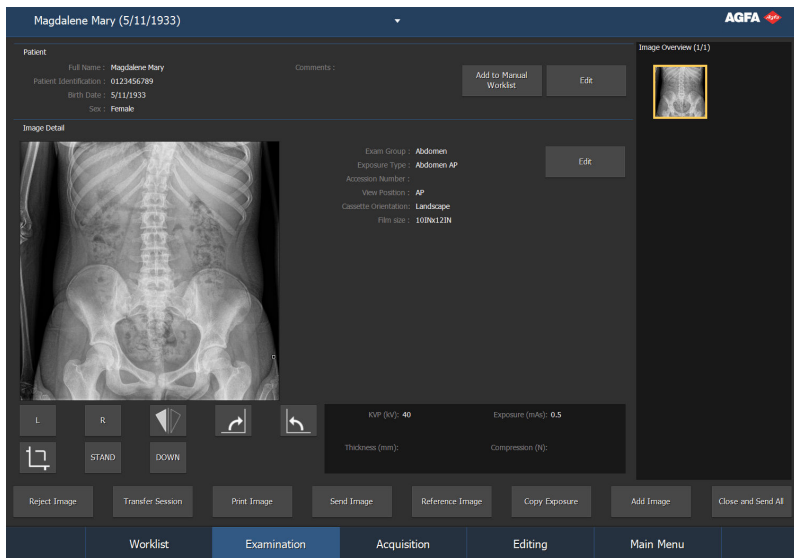 Magdalene Mary (5/11/1933)
AGFA
Patient
Full Name : Magdalene Mary
Comments :
Patient Identification : 0123456789
Birth Date : 5/11/1933
Sex : Female
Add to Manual
Worklist
Edit
Image Overview (1/1)
Image Detail
Exam Group : Abdomen
Exposure Type : Abdomen AP
Accession Number :
View Position : AP
Cassette Orientation: Landscape
Film size : 10INx12IN
Edit
L
R
STAND
DOWN
KVP (kV): 40
Exposure (mAs): 0.5
Thickness (mm):
Compression (N):
Reject Image
Transfer Session
Print Image
Send Image
Reference Image
Copy Exposure
Add Image
Close and Send All
Worklist
Examination
Acquisition
Editing
Main Menu